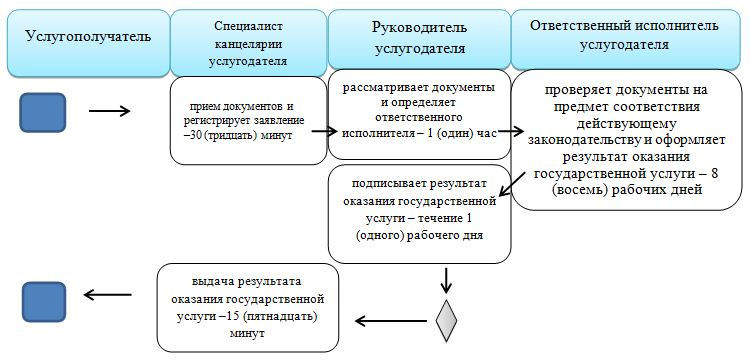 Услугополучатель
Специалист
канцелярии
услугодателя
Руководитель
услугодателя
Ответственный исполнитель
услугодателя
прием документов и
регистрирует заявление
–30 (тридцать) минут
рассматривает документы
и определяет
ответственного
исполнителя – 1 (один) час
проверяет документы на
предмет соответствия
действующему
законодательству и оформляет
результат оказания
государственной услуги – 8
(восемь) рабочих дней
подписывает результат
оказания государственной
услуги – течение 1
(одного) рабочего дня
выдача результата
оказания государственной
услуги –15 (пятнадцать)
минут